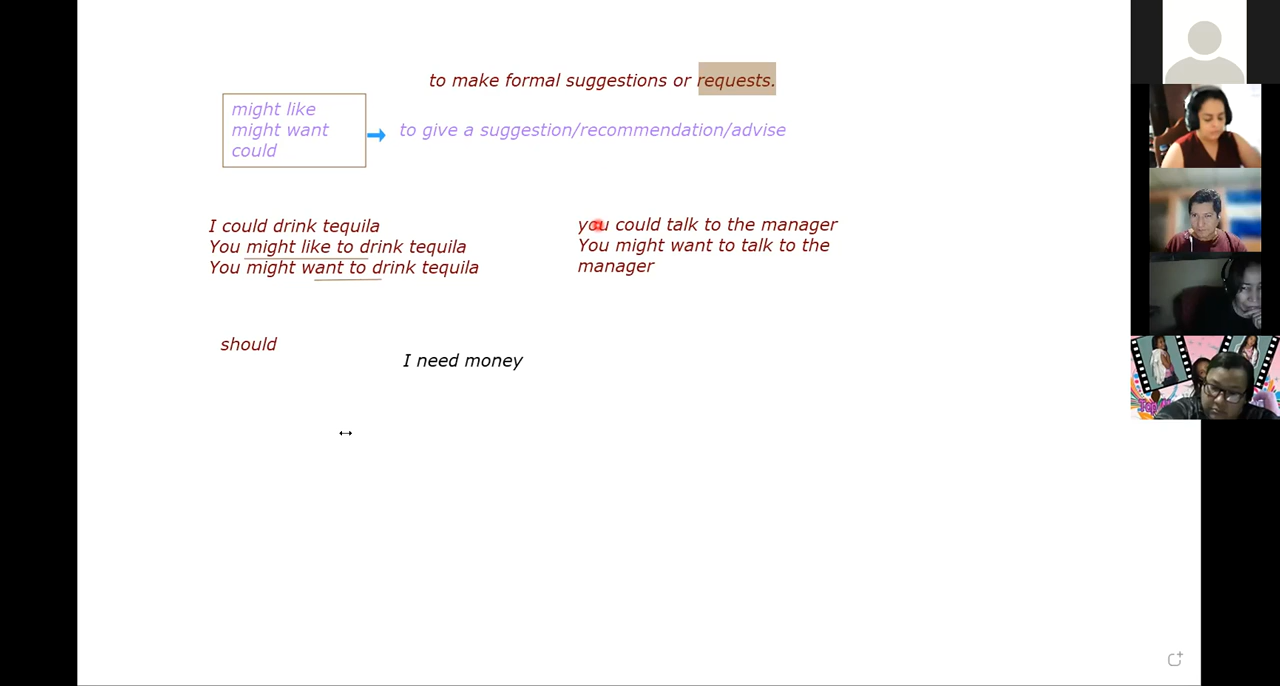 to make formal suggestions or requests.
might like
might want
could
to give a suggestion/recommendation/advise
I could drink tequila
You might like to drink tequila
You might want to drink tequila
you could talk to the manager
You might want to talk to the
manager
should
I need money